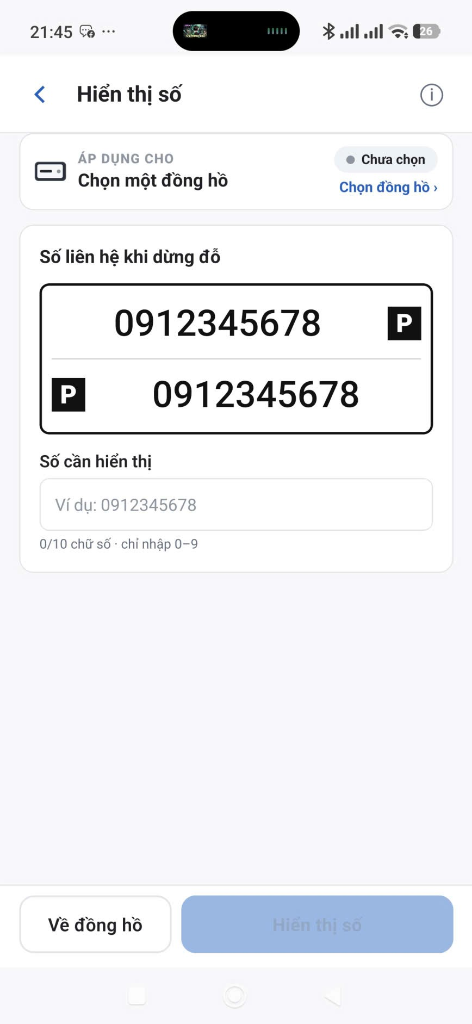 21:45
26
Hiển thị số
ÁP DỤNG CHO
Chọn một đồng hồ
Chưa chọn
Chọn đồng hồ ›
Số liên hệ khi dừng đỗ
0912345678 P
P 0912345678
Số cần hiển thị
Ví dụ: 0912345678
0/10 chữ số · chỉ nhập 0–9
Về đồng hồ
Hiển thị số